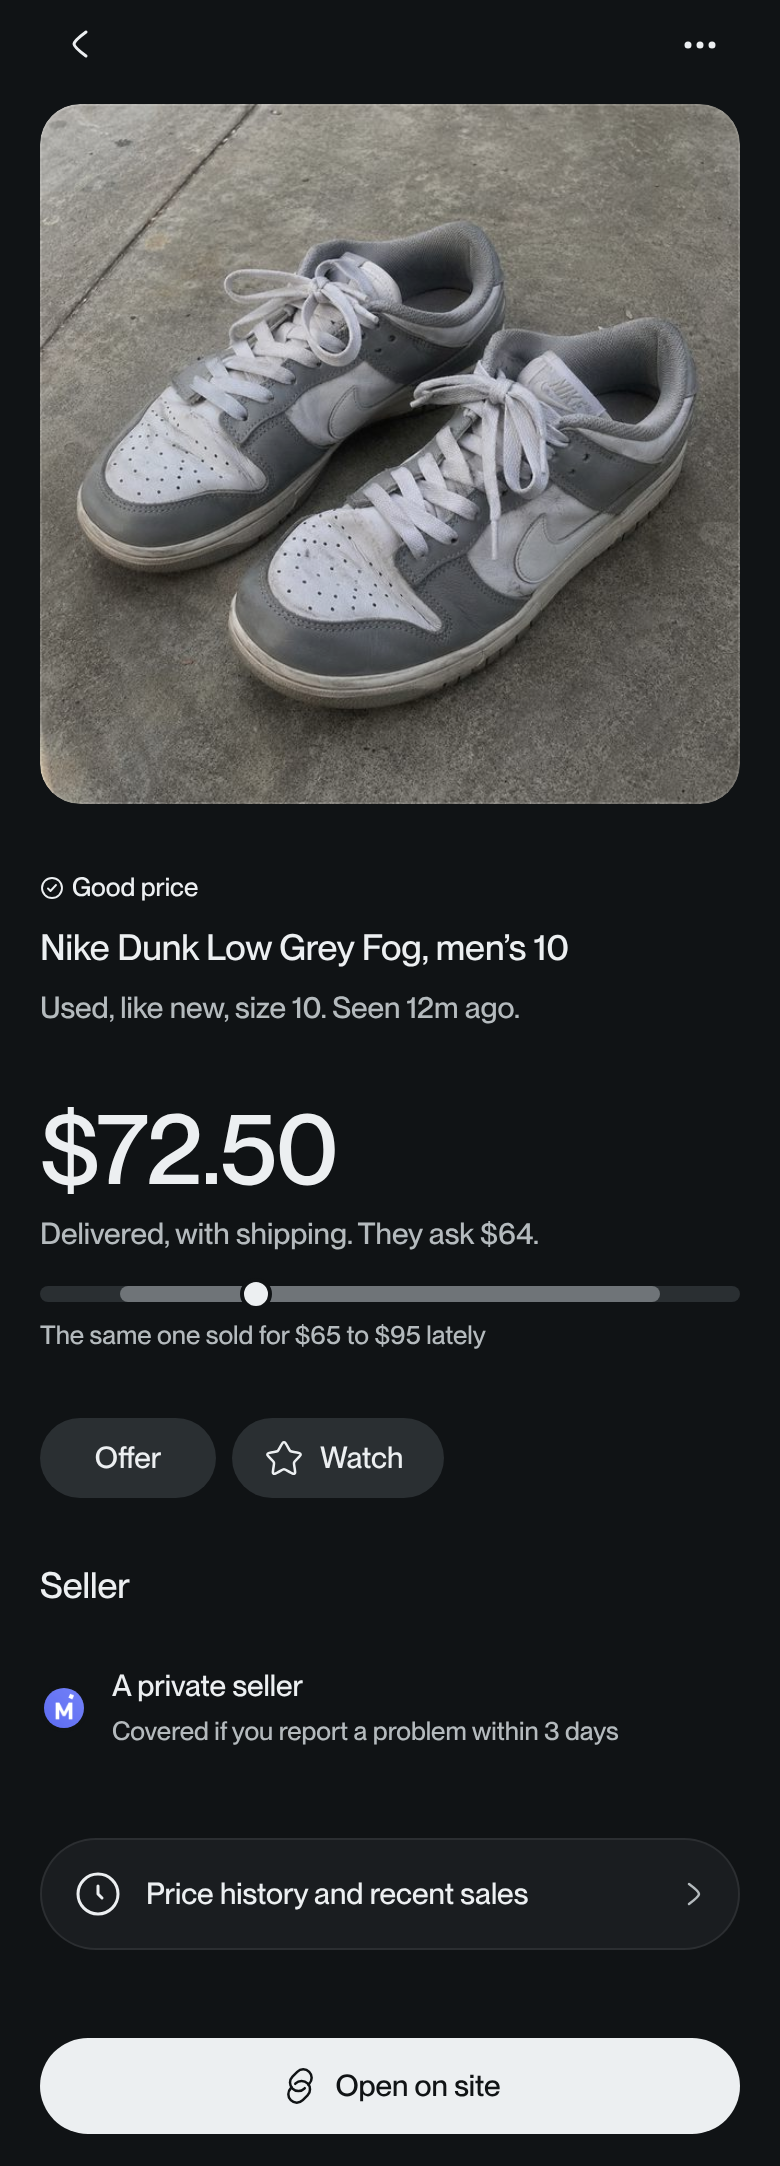 NIKE
Good price
Nike Dunk Low Grey Fog, men’s 10
Used, like new, size 10. Seen 12m ago.
$72.50
Delivered, with shipping. They ask $64.
The same one sold for $65 to $95 lately
Offer
Watch
Seller
M
A private seller
Covered if you report a problem within 3 days
Price history and recent sales
Open on site